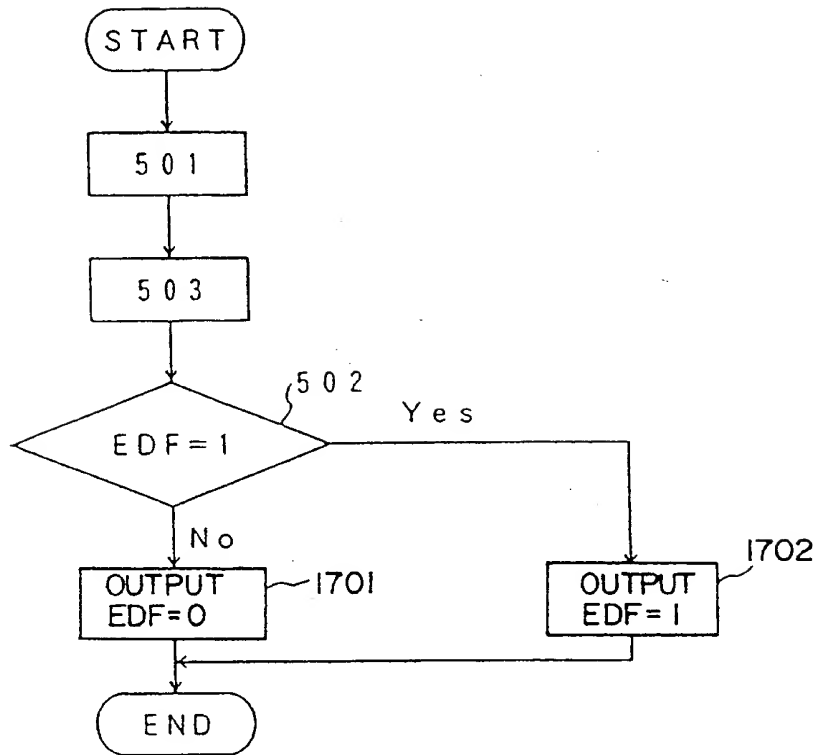 START
501
503
502
EDF=1
Yes
No
OUTPUT
EDF=0
1701
OUTPUT
EDF=1
1702
END